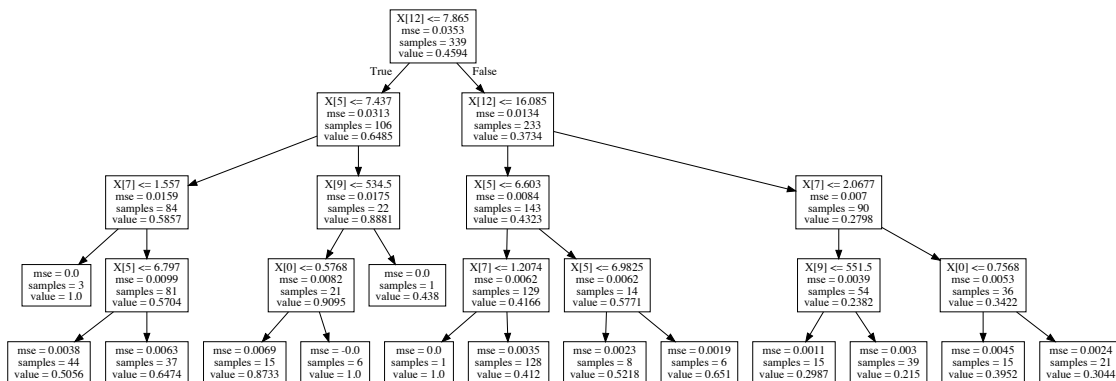 X[12] <= 7.865
mse = 0.0353
samples = 339
value = 0.4594
True
False
X[5] <= 7.437
mse = 0.0313
samples = 106
value = 0.6485
X[12] <= 16.085
mse = 0.0134
samples = 233
value = 0.3734
X[7] <= 1.557
mse = 0.0159
samples = 84
value = 0.5857
X[9] <= 534.5
mse = 0.0175
samples = 22
value = 0.8881
X[5] <= 6.603
mse = 0.0084
samples = 143
value = 0.4323
X[7] <= 2.0677
mse = 0.007
samples = 90
value = 0.2798
mse = 0.0
samples = 3
value = 1.0
X[5] <= 6.797
mse = 0.0099
samples = 81
value = 0.5704
X[0] <= 0.5768
mse = 0.0082
samples = 21
value = 0.9095
mse = 0.0
samples = 1
value = 0.438
X[7] <= 1.2074
mse = 0.0062
samples = 129
value = 0.4166
X[5] <= 6.9825
mse = 0.0062
samples = 14
value = 0.5771
X[9] <= 551.5
mse = 0.0039
samples = 54
value = 0.2382
X[0] <= 0.7568
mse = 0.0053
samples = 36
value = 0.3422
mse = 0.0038
samples = 44
value = 0.5056
mse = 0.0063
samples = 37
value = 0.6474
mse = 0.0069
samples = 15
value = 0.8733
mse = -0.0
samples = 6
value = 1.0
mse = 0.0
samples = 1
value = 1.0
mse = 0.0035
samples = 128
value = 0.412
mse = 0.0023
samples = 8
value = 0.5218
mse = 0.0019
samples = 6
value = 0.651
mse = 0.0011
samples = 15
value = 0.2987
mse = 0.003
samples = 39
value = 0.215
mse = 0.0045
samples = 15
value = 0.3952
mse = 0.0024
samples = 21
value = 0.3044